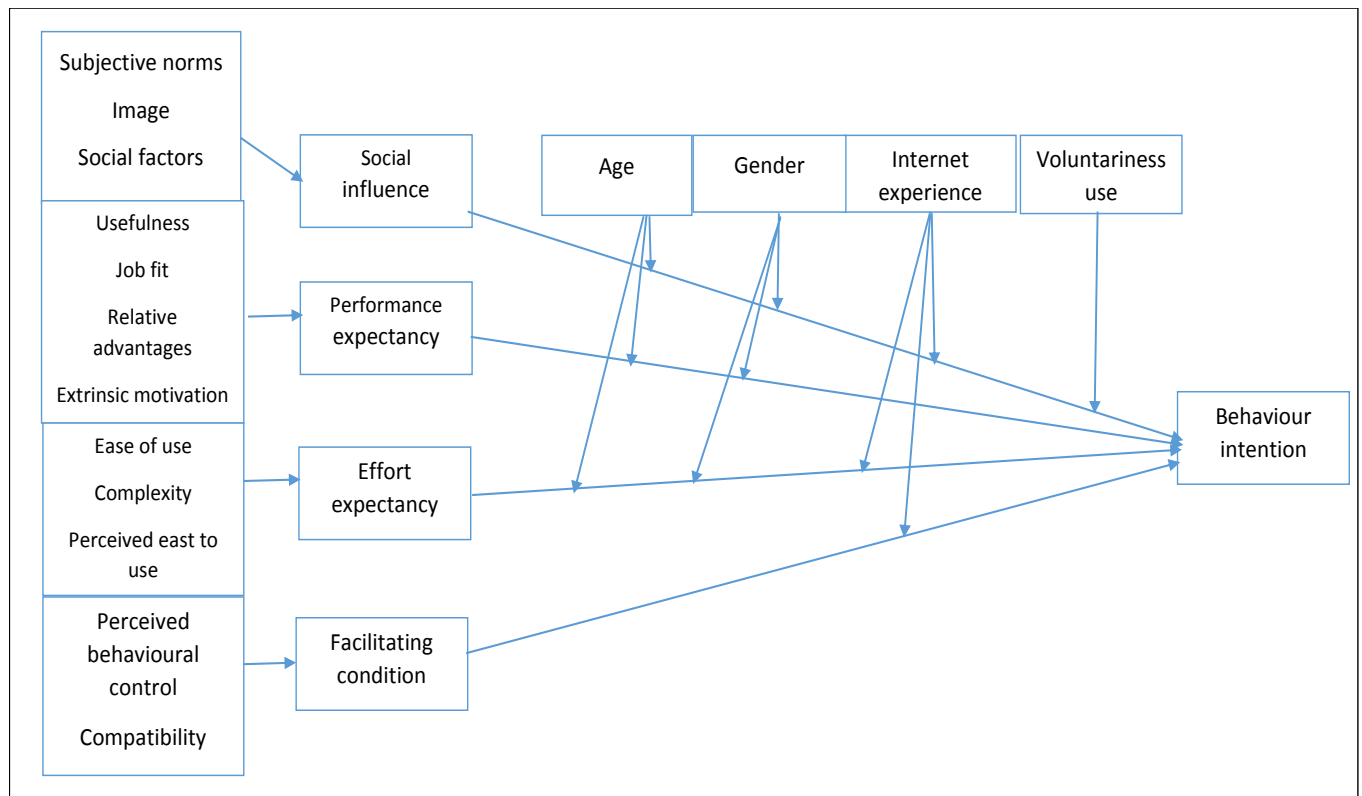 Subjective norms
Image
Social factors
Usefulness
Job fit
Relative
advantages
Extrinsic motivation
Ease of use
Complexity
Perceived east to
use
Perceived
behavioural
control
Compatibility
Social
influence
Performance
expectancy
Effort
expectancy
Facilitating
condition
Age
Gender
Internet
experience
Voluntariness
use
Behaviour
intention